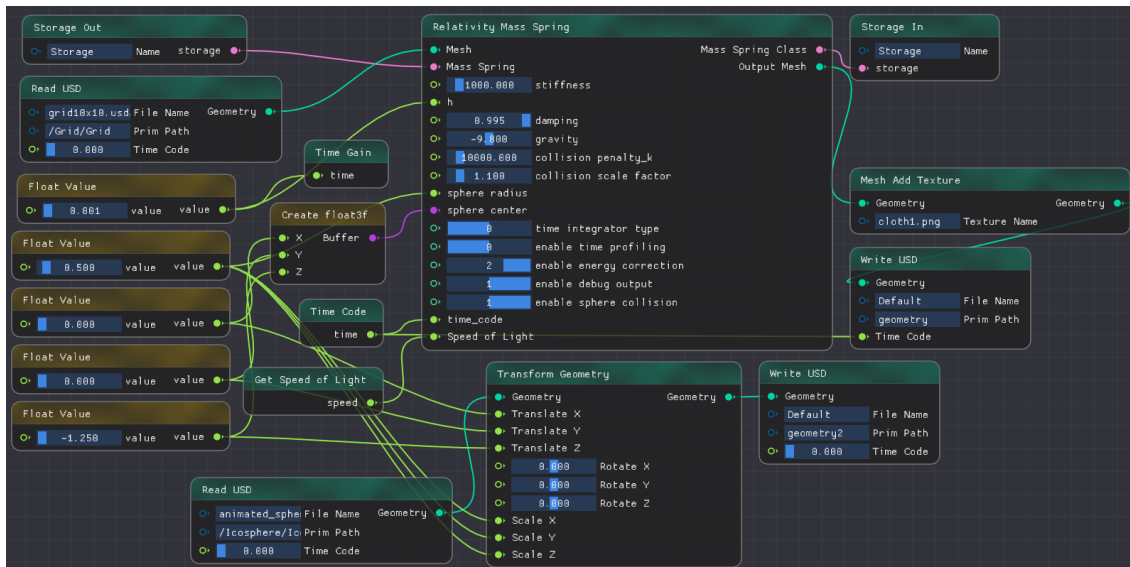 Storage Out
Storage Name storage
Read USD
grid10x10.usd File Name Geometry
/Grid/Grid Prim Path
0.000 Time Code
Float Value
0.001 value value
Float Value
0.500 value value
Float Value
0.000 value value
Float Value
0.000 value value
Float Value
-1.250 value value
Time Gain
time
Create float3f
X Buffer
Y
Z
Time Code
time
Get Speed of Light
speed
Read USD
animated_sphe File Name Geometry
/Icosphere/Ic Prim Path
0.000 Time Code
Relativity Mass Spring
Mesh Mass Spring Class
Mass Spring Output Mesh
1000.000 stiffness
h
0.995 damping
-9.800 gravity
10000.000 collision penalty_k
1.100 collision scale factor
sphere radius
sphere center
0 time integrator type
0 enable time profiling
2 enable energy correction
1 enable debug output
1 enable sphere collision
time_code
Speed of Light
Transform Geometry
Geometry Geometry
Translate X
Translate Y
Translate Z
0.000 Rotate X
0.000 Rotate Y
0.000 Rotate Z
Scale X
Scale Y
Scale Z
Storage In
Storage Name
storage
Mesh Add Texture
Geometry Geometry
cloth1.png Texture Name
Write USD
Geometry
Default File Name
geometry Prim Path
Time Code
Write USD
Geometry
Default File Name
geometry2 Prim Path
0.000 Time Code